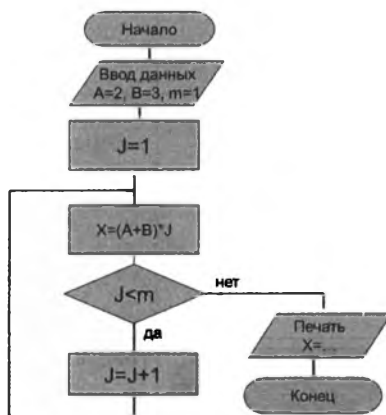 Начало
Ввод данных
A=2, B=3, m=1
J=1
X=(A+B)*J
J<m
нет
да
Печать
X=....
J=J+1
Конец